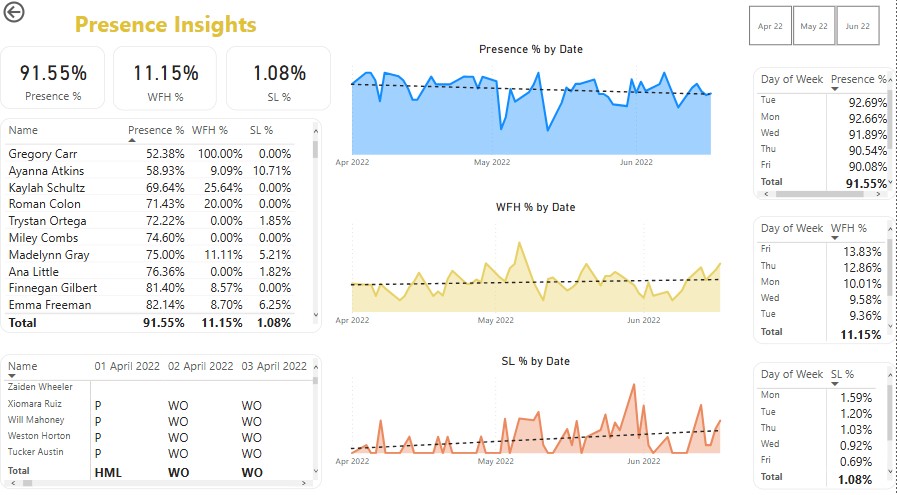 Presence Insights
Apr 22 May 22 Jun 22
91.55%
Presence %
11.15%
WFH %
1.08%
SL %
Name Presence % WFH % SL %
Gregory Carr 52.38% 100.00% 0.00%
Ayanna Atkins 58.93% 9.09% 10.71%
Kaylah Schultz 69.64% 25.64% 0.00%
Roman Colon 71.43% 20.00% 0.00%
Trystan Ortega 72.22% 0.00% 1.85%
Miley Combs 74.60% 0.00% 0.00%
Madelynn Gray 75.00% 11.11% 5.21%
Ana Little 76.36% 0.00% 1.82%
Finnegan Gilbert 81.40% 8.57% 0.00%
Emma Freeman 82.14% 8.70% 6.25%
Total 91.55% 11.15% 1.08%
Name 01 April 2022 02 April 2022 03 April 2022
Zaiden Wheeler
Xiomara Ruiz P WO WO
Will Mahoney P WO WO
Weston Horton P WO WO
Tucker Austin P WO WO
Total HML WO WO
Presence % by Date
Apr 2022 May 2022 Jun 2022
WFH % by Date
Apr 2022 May 2022 Jun 2022
SL % by Date
Apr 2022 May 2022 Jun 2022
Day of Week Presence %
Tue 92.69%
Mon 92.66%
Wed 91.89%
Thu 90.54%
Fri 90.08%
Total 91.55%
Day of Week WFH %
Fri 13.83%
Thu 12.86%
Mon 10.01%
Wed 9.58%
Tue 9.36%
Total 11.15%
Day of Week SL %
Mon 1.59%
Tue 1.20%
Thu 1.03%
Wed 0.92%
Fri 0.69%
Total 1.08%